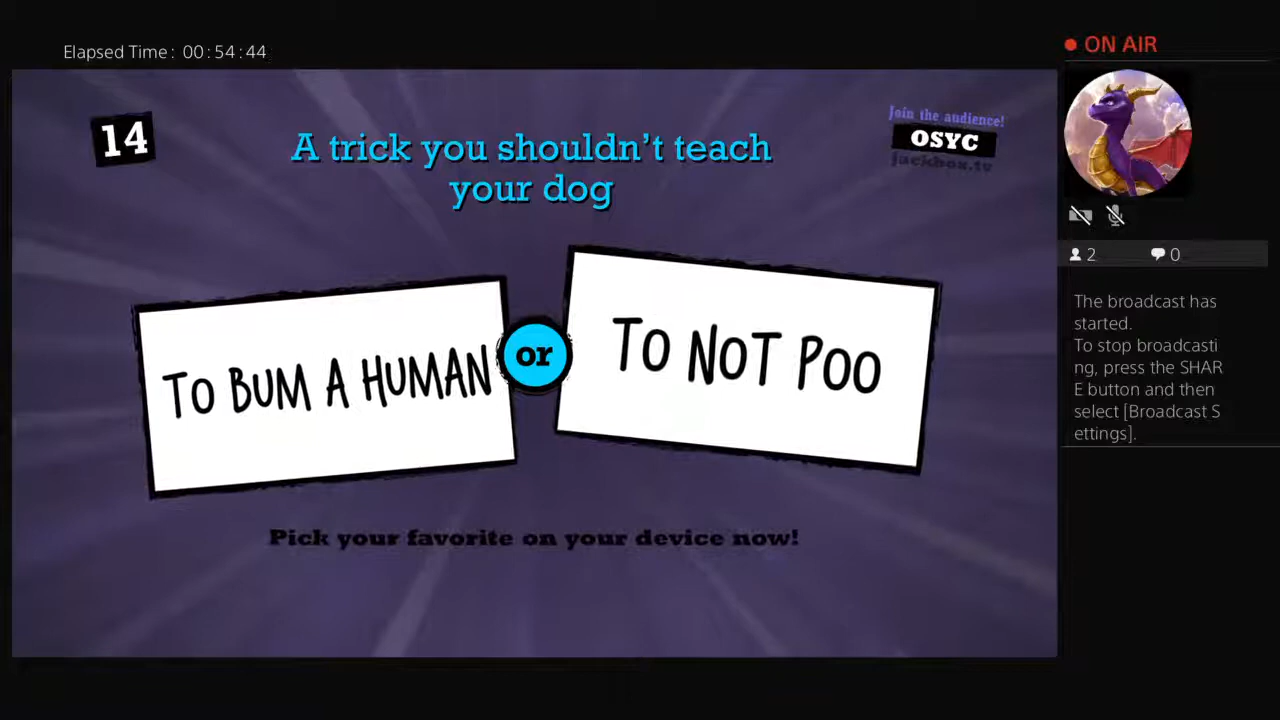 Elapsed Time: 00:54:44
ON AIR
14
A trick you shouldn't teach
your dog
Join the audience!
OSYC
jackbox.tv
TO BUM A HUMAN
or
TO NOT POO
Pick your favorite on your device now!
2
0
The broadcast has
started.
To stop broadcasti
ng, press the SHAR
E button and then
select [Broadcast S
ettings].